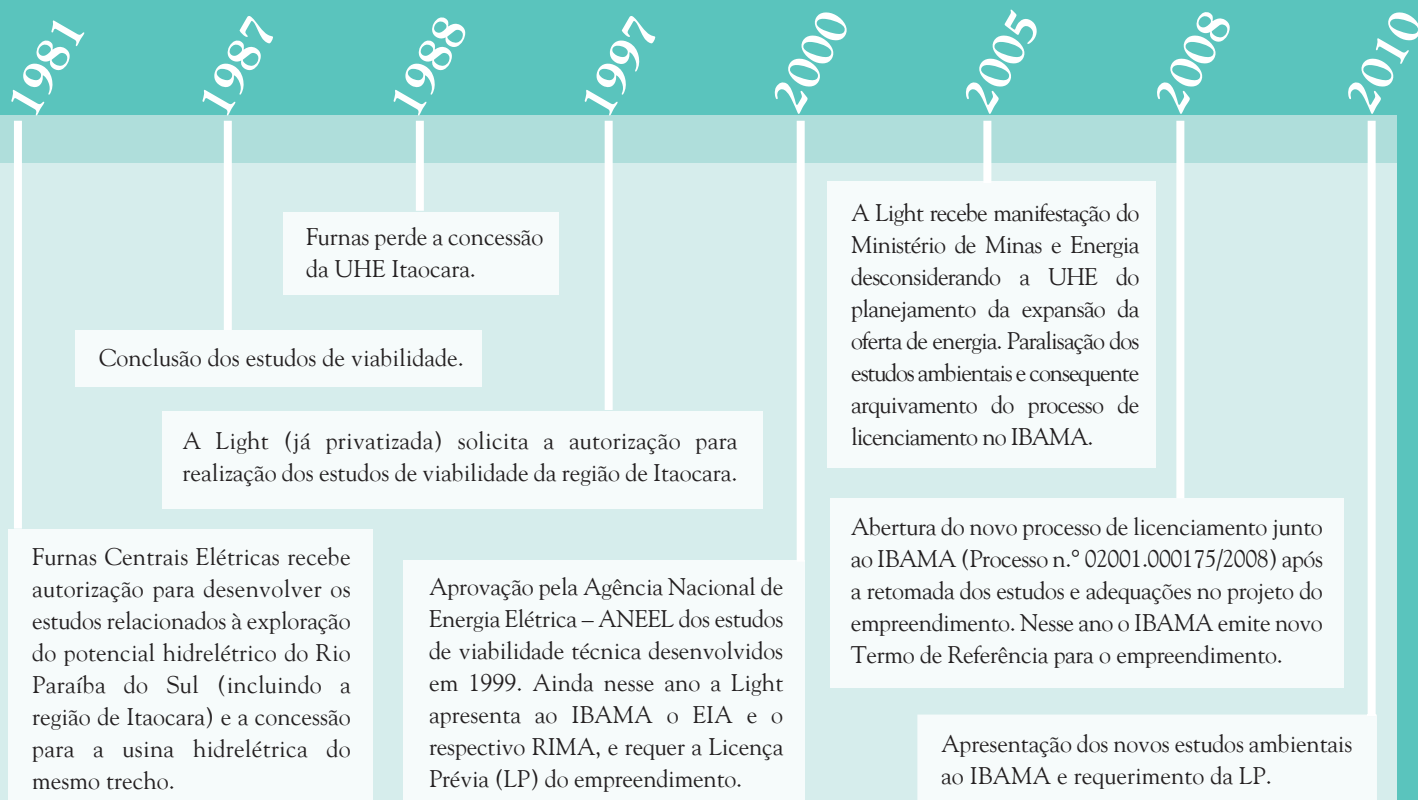 1981
1987
1988
1997
2000
2005
2008
2010
Furnas perde a concessão
da UHE Itaocara.
Conclusão dos estudos de viabilidade.
A Light (já privatizada) solicita a autorização para
realização dos estudos de viabilidade da região de Itaocara.
Furnas Centrais Elétricas recebe
autorização para desenvolver os
estudos relacionados à exploração
do potencial hidrelétrico do Rio
Paraíba do Sul (incluindo a
região de Itaocara) e a concessão
para a usina hidrelétrica do
mesmo trecho.
Aprovação pela Agência Nacional de
Energia Elétrica – ANEEL dos estudos
de viabilidade técnica desenvolvidos
em 1999. Ainda nesse ano a Light
apresenta ao IBAMA o EIA e o
respectivo RIMA, e requer a Licença
Prévia (LP) do empreendimento.
A Light recebe manifestação do
Ministério de Minas e Energia
desconsiderando a UHE do
planejamento da expansão da
oferta de energia. Paralisação dos
estudos ambientais e consequente
arquivamento do processo de
licenciamento no IBAMA.
Abertura do novo processo de licenciamento junto
ao IBAMA (Processo n.° 02001.000175/2008) após
a retomada dos estudos e adequações no projeto do
empreendimento. Nesse ano o IBAMA emite novo
Termo de Referência para o empreendimento.
Apresentação dos novos estudos ambientais
ao IBAMA e requerimento da LP.